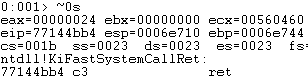 0:001> ~0s
eax=00000024 ebx=00000000 ecx=00560460
eip=77144bb4 esp=0006e710 ebp=0006e744
cs=001b  ss=0023  ds=0023  es=0023  fs
ntdll!KiFastSystemCallRet:
77144bb4 c3              ret